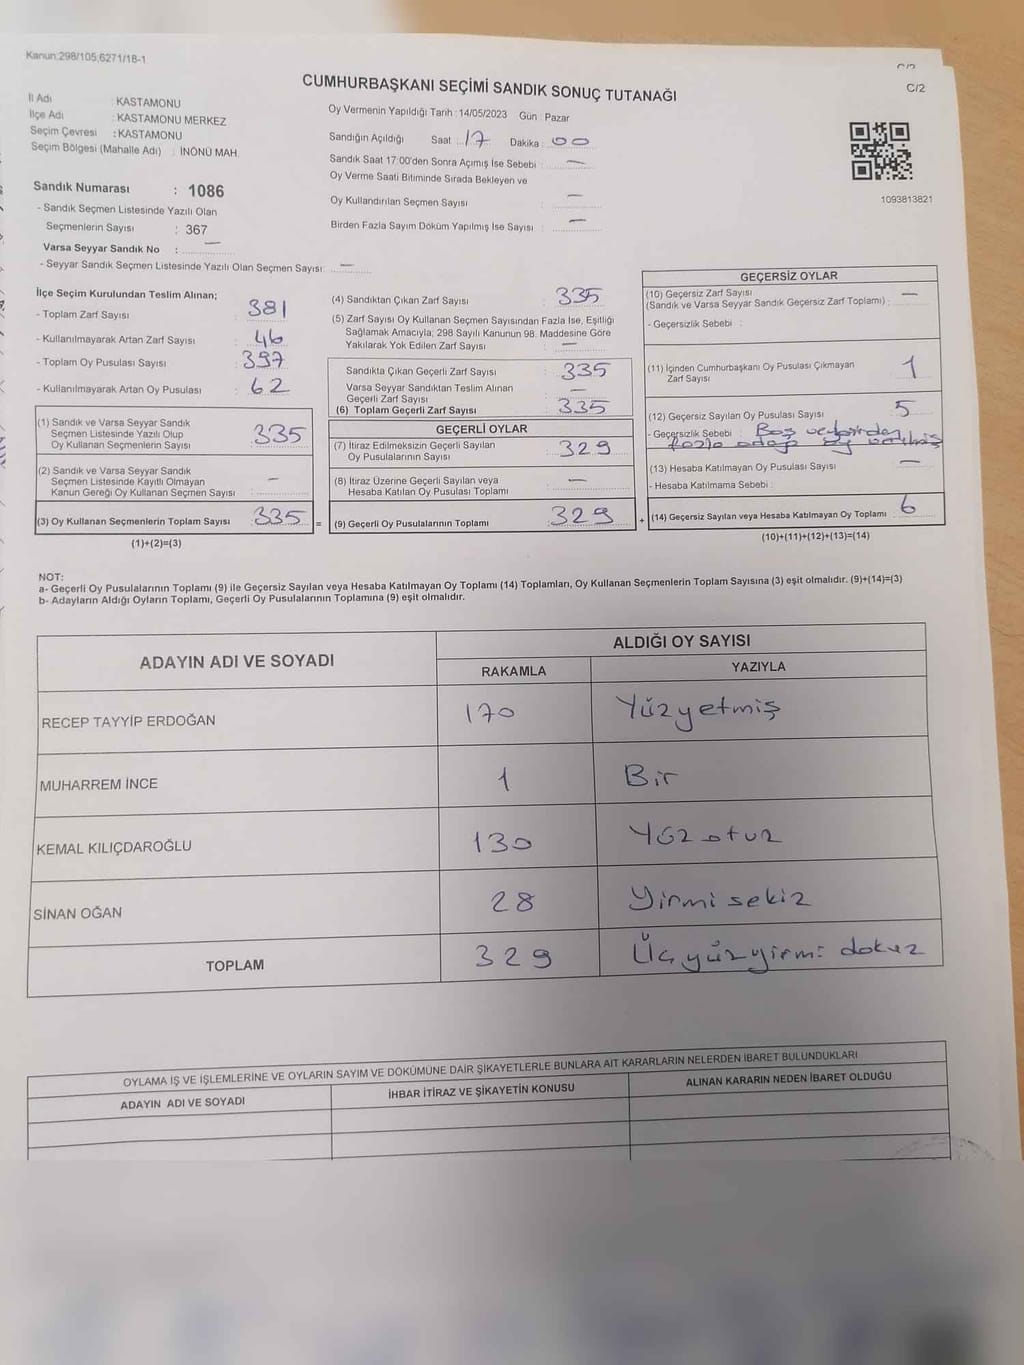 Kanun:298/105;6271/18-1
C/2
CUMHURBAŞKANI SEÇİMİ SANDIK SONUÇ TUTANAĞI
C/2
İl Adı : KASTAMONU
İlçe Adı : KASTAMONU MERKEZ
Seçim Çevresi : KASTAMONU
Seçim Bölgesi (Mahalle Adı) : İNÖNÜ MAH.
Oy Vermenin Yapıldığı Tarih : 14/05/2023 Gün : Pazar
Sandığın Açıldığı Saat : 17 Dakika : 00
Sandık Saat 17:00'den Sonra Açımış İse Sebebi : —
Oy Verme Saati Bitiminde Sırada Bekleyen ve
Oy Kullandırılan Seçmen Sayısı : —
Birden Fazla Sayım Döküm Yapılmış İse Sayısı : —
1093813821
Sandık Numarası : 1086
- Sandık Seçmen Listesinde Yazılı Olan
Seçmenlerin Sayısı : 367
Varsa Seyyar Sandık No : —
- Seyyar Sandık Seçmen Listesinde Yazılı Olan Seçmen Sayısı: —
İlçe Seçim Kurulundan Teslim Alınan;
- Toplam Zarf Sayısı : 381
- Kullanılmayarak Artan Zarf Sayısı : 46
- Toplam Oy Pusulası Sayısı : 397
- Kullanılmayarak Artan Oy Pusulası : 62
(1) Sandık ve Varsa Seyyar Sandık
Seçmen Listesinde Yazılı Olup
Oy Kullanan Seçmenlerin Sayısı : 335
(2) Sandık ve Varsa Seyyar Sandık
Seçmen Listesinde Kayıtlı Olmayan
Kanun Gereği Oy Kullanan Seçmen Sayısı : —
(3) Oy Kullanan Seçmenlerin Toplam Sayısı : 335 =
(1)+(2)=(3)
(4) Sandıktan Çıkan Zarf Sayısı : 335
(5) Zarf Sayısı Oy Kullanan Seçmen Sayısından Fazla İse, Eşitliği
Sağlamak Amacıyla; 298 Sayılı Kanunun 98. Maddesine Göre
Yakılarak Yok Edilen Zarf Sayısı : —
Sandıkta Çıkan Geçerli Zarf Sayısı : 335
Varsa Seyyar Sandıktan Teslim Alınan
Geçerli Zarf Sayısı : —
(6) Toplam Geçerli Zarf Sayısı : 335
GEÇERLİ OYLAR
(7) İtiraz Edilmeksizin Geçerli Sayılan
Oy Pusulalarının Sayısı : 329
(8) İtiraz Üzerine Geçerli Sayılan veya
Hesaba Katılan Oy Pusulası Toplamı : —
(9) Geçerli Oy Pusulalarının Toplamı : 329 +
GEÇERSİZ OYLAR
(10) Geçersiz Zarf Sayısı
(Sandık ve Varsa Seyyar Sandık Geçersiz Zarf Toplamı) : —
- Geçersizlik Sebebi :
(11) İçinden Cumhurbaşkanı Oy Pusulası Çıkmayan
Zarf Sayısı : 1
(12) Geçersiz Sayılan Oy Pusulası Sayısı : 5
- Geçersizlik Sebebi : Boş ve birden
fazla adaya oy verilmiş
(13) Hesaba Katılmayan Oy Pusulası Sayısı : —
- Hesaba Katılmama Sebebi :
(14) Geçersiz Sayılan veya Hesaba Katılmayan Oy Toplamı : 6
(10)+(11)+(12)+(13)=(14)
NOT:
a- Geçerli Oy Pusulalarının Toplamı (9) ile Geçersiz Sayılan veya Hesaba Katılmayan Oy Toplamı (14) Toplamları, Oy Kullanan Seçmenlerin Toplam Sayısına (3) eşit olmalıdır. (9)+(14)=(3)
b- Adayların Aldığı Oyların Toplamı, Geçerli Oy Pusulalarının Toplamına (9) eşit olmalıdır.
ADAYIN ADI VE SOYADI
ALDIĞI OY SAYISI
RAKAMLA YAZIYLA
RECEP TAYYİP ERDOĞAN 170 Yüzyetmiş
MUHARREM İNCE 1 Bir
KEMAL KILIÇDAROĞLU 130 Yüz otuz
SİNAN OĞAN 28 Yirmi sekiz
TOPLAM 329 Üçyüzyirmi dokuz
OYLAMA İŞ VE İŞLEMLERİNE VE OYLARIN SAYIM VE DÖKÜMÜNE DAİR ŞİKAYETLERLE BUNLARA AİT KARARLARIN NELERDEN İBARET BULUNDUKLARI
ADAYIN ADI VE SOYADI İHBAR İTİRAZ VE ŞİKAYETİN KONUSU ALINAN KARARIN NEDEN İBARET OLDUĞU